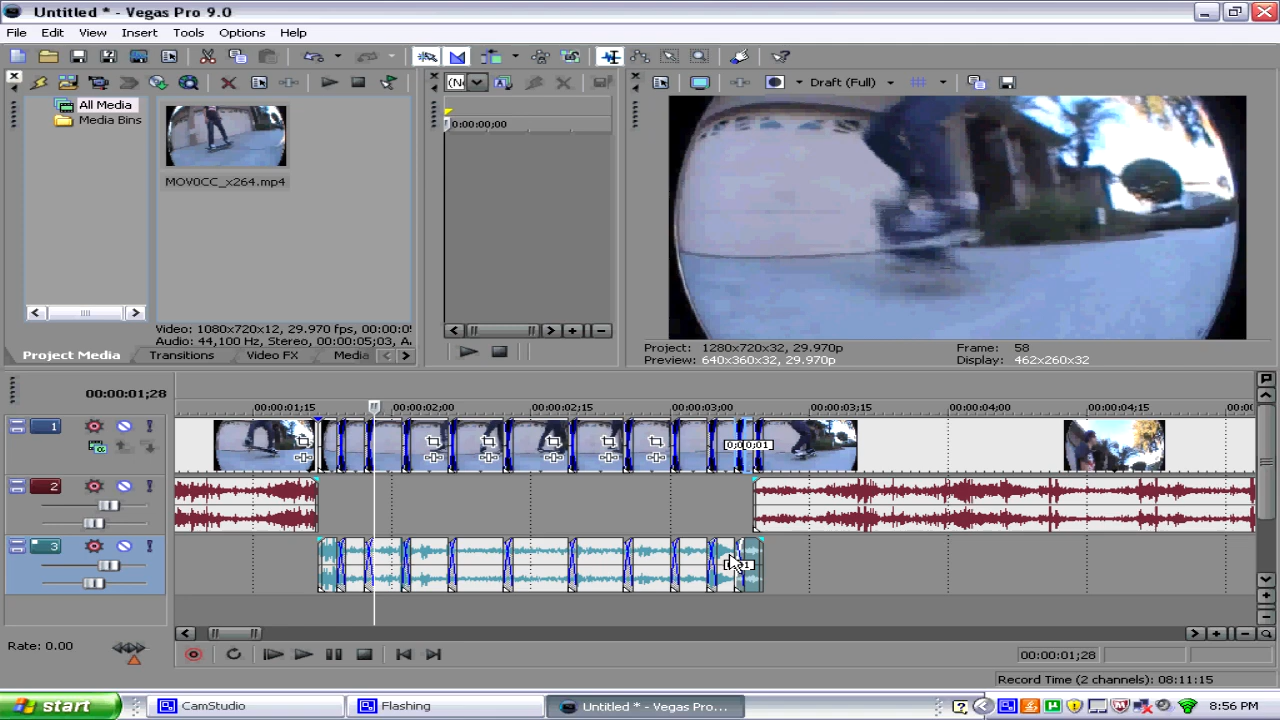 Untitled * - Vegas Pro 9.0
File Edit View Insert Tools Options Help
All Media
Media Bins
MOV0CC_x264.mp4
Video: 1080x720x12, 29.970 fps, 00:00:0
Audio: 44,100 Hz, Stereo, 00:00:05;03, A
Project Media Transitions Video FX Media
(N
0:00:00;00
Draft (Full)
Project: 1280x720x32, 29.970p
Preview: 640x360x32, 29.970p
Frame: 58
Display: 462x260x32
00:00:01;28
00:00:01;15 00:00:02;00 00:00:02;15 00:00:03;00 00:00:03;15 00:00:04;00 00:00:04;15 00:00
1
0;00;01
2
3
Rate: 0.00
00:00:01;28
Record Time (2 channels): 08:11:15
start CamStudio Flashing Untitled * - Vegas Pro... 8:56 PM